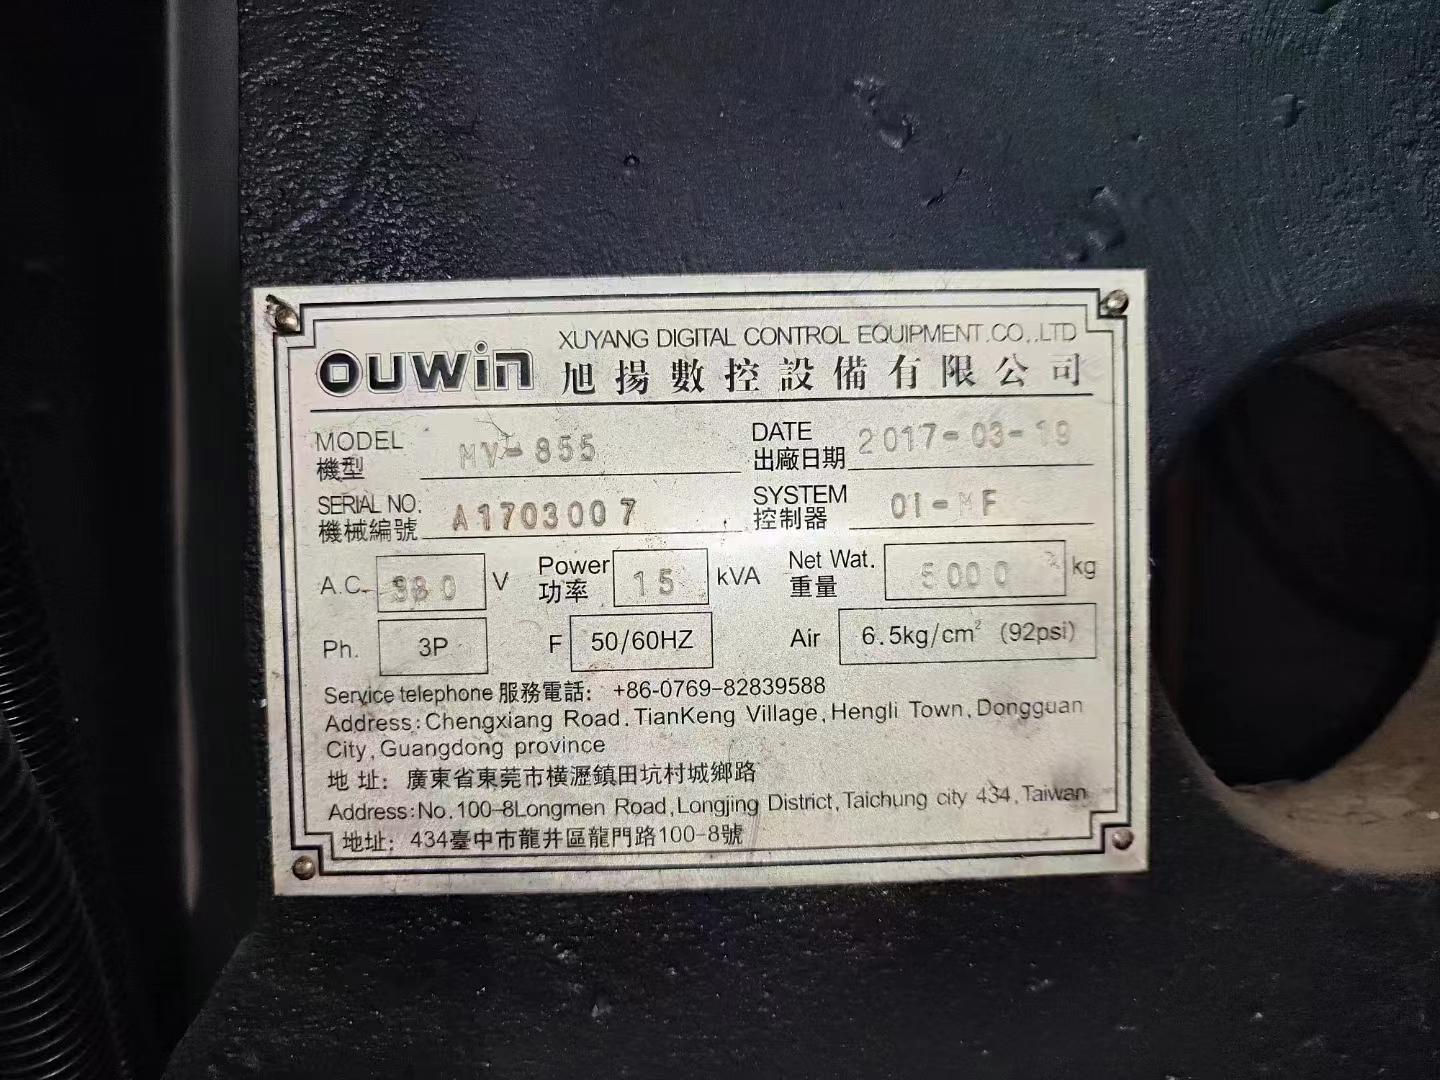 OUWIN XUYANG DIGITAL CONTROL EQUIPMENT.CO.,LTD
旭揚數控設備有限公司
MODEL 機型 MV-855 DATE 出廠日期 2017-03-19
SERIAL NO. 機械編號 A1703007 SYSTEM 控制器 OI-MF
A.C. 380 V Power 功率 15 kVA Net Wat. 重量 5000 kg
Ph. 3P F 50/60HZ Air 6.5kg/cm² (92psi)
Service telephone 服務電話: +86-0769-82839588
Address:Chengxiang Road.TianKeng Village,Hengli Town,Dongguan
City,Guangdong province
地 址: 廣東省東莞市橫瀝鎮田坑村城鄉路
Address:No.100-8Longmen Road,Longjing District,Taichung city 434,Taiwan
地址: 434臺中市龍井區龍門路100-8號